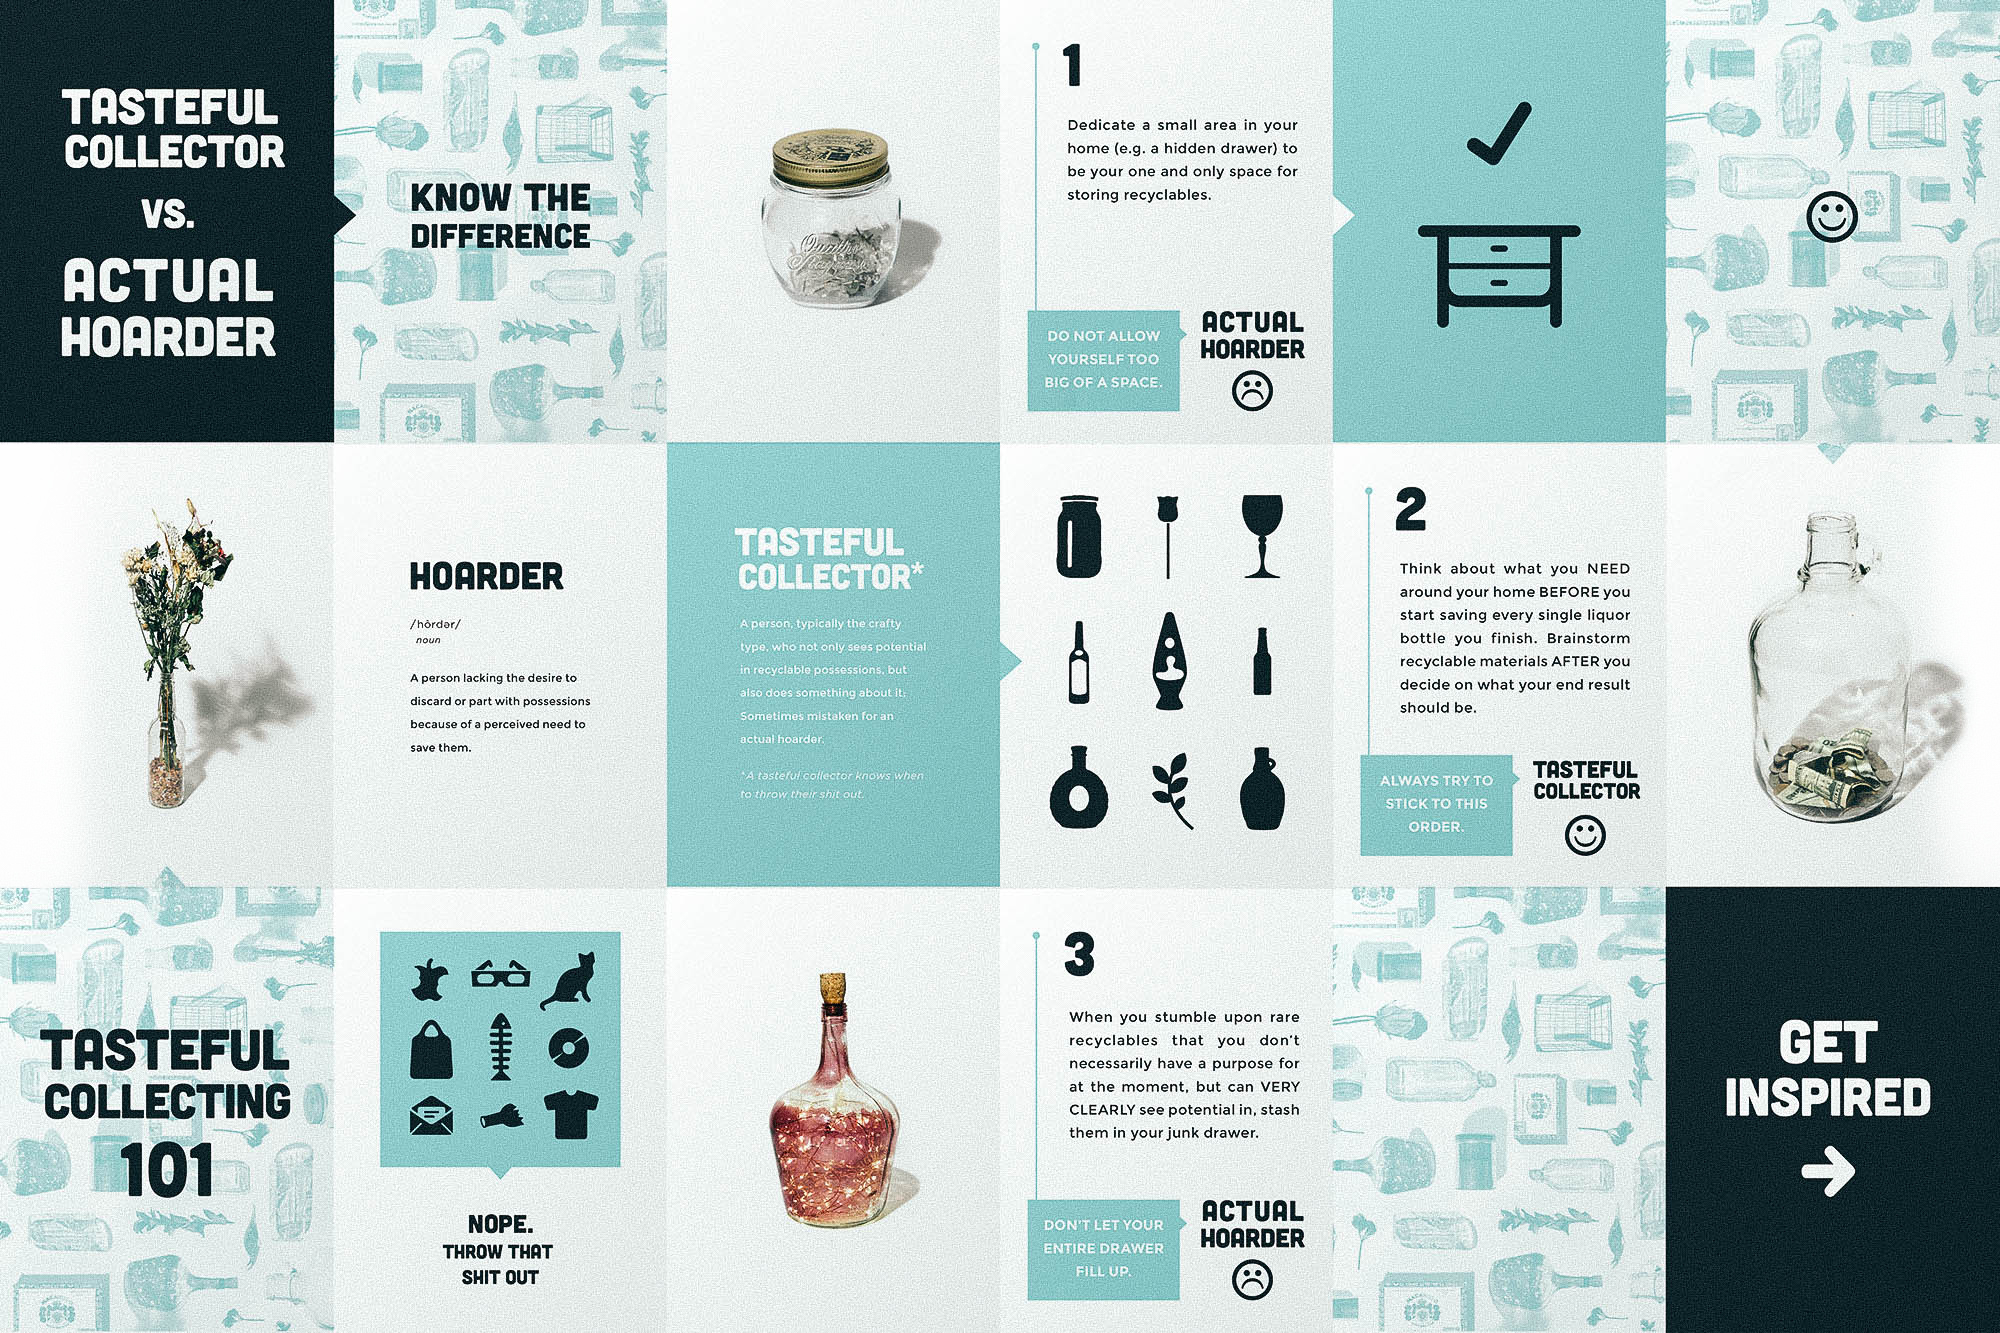 TASTEFUL
COLLECTOR
VS.
ACTUAL
HOARDER
KNOW THE
DIFFERENCE
1
Dedicate a small area in your
home (e.g. a hidden drawer) to
be your one and only space for
storing recyclables.
DO NOT ALLOW
YOURSELF TOO
BIG OF A SPACE.
ACTUAL
HOARDER
HOARDER
/hôrdər/
noun
A person lacking the desire to
discard or part with possessions
because of a perceived need to
save them.
TASTEFUL
COLLECTOR*
A person, typically the crafty
type, who not only sees potential
in recyclable possessions, but
also does something about it;
Sometimes mistaken for an
actual hoarder.
*A tasteful collector knows when
to throw their shit out.
2
Think about what you NEED
around your home BEFORE you
start saving every single liquor
bottle you finish. Brainstorm
recyclable materials AFTER you
decide on what your end result
should be.
ALWAYS TRY TO
STICK TO THIS
ORDER.
TASTEFUL
COLLECTOR
TASTEFUL
COLLECTING
101
NOPE.
THROW THAT
SHIT OUT
3
When you stumble upon rare
recyclables that you don't
necessarily have a purpose for
at the moment, but can VERY
CLEARLY see potential in, stash
them in your junk drawer.
DON'T LET YOUR
ENTIRE DRAWER
FILL UP.
ACTUAL
HOARDER
GET
INSPIRED